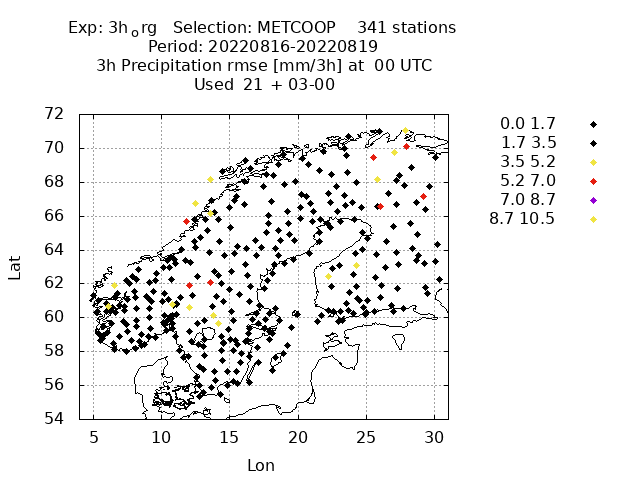 Exp: 3h_org Selection: METCOOP 341 stations
Period: 20220816-20220819
3h Precipitation rmse [mm/3h] at 00 UTC
Used 21 + 03-00
72
70
68
66
64
62
60
58
56
54
Lat
5 10 15 20 25 30
Lon
0.0 1.7
1.7 3.5
3.5 5.2
5.2 7.0
7.0 8.7
8.7 10.5